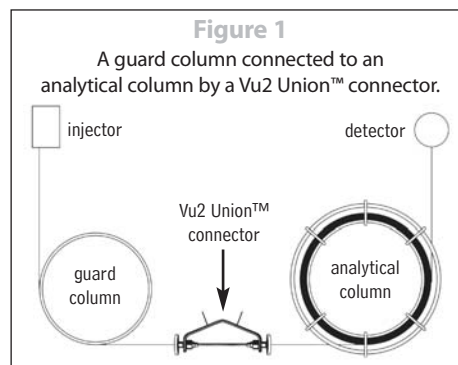 Figure 1
A guard column connected to an
analytical column by a Vu2 Union™ connector.
injector
detector
Vu2 Union™
connector
guard
column
analytical
column